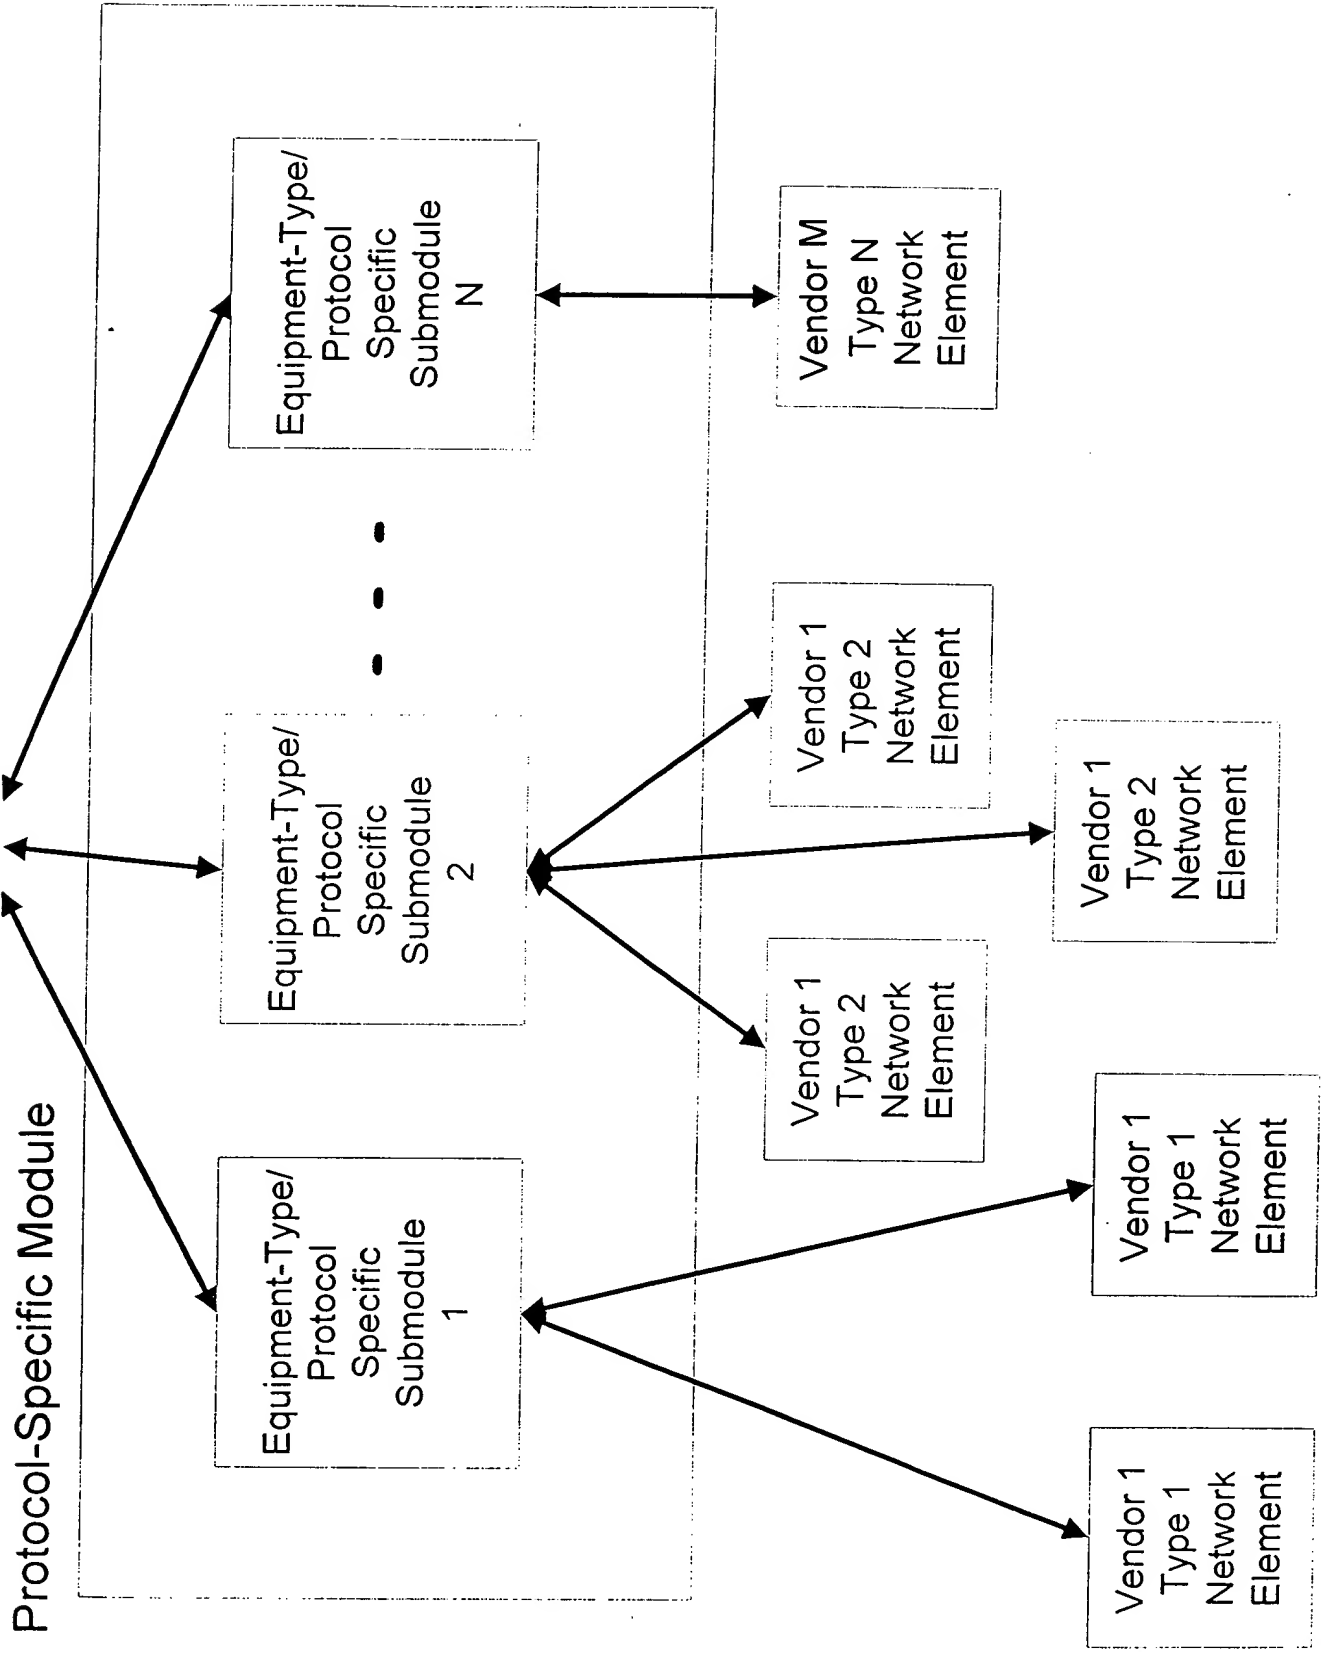 Protocol-Specific Module
Equipment-Type/
Protocol
Specific
Submodule
1
Equipment-Type/
Protocol
Specific
Submodule
2
Equipment-Type/
Protocol
Specific
Submodule
N
Vendor 1
Type 1
Network
Element
Vendor 1
Type 1
Network
Element
Vendor 1
Type 2
Network
Element
Vendor 1
Type 2
Network
Element
Vendor 1
Type 2
Network
Element
Vendor M
Type N
Network
Element